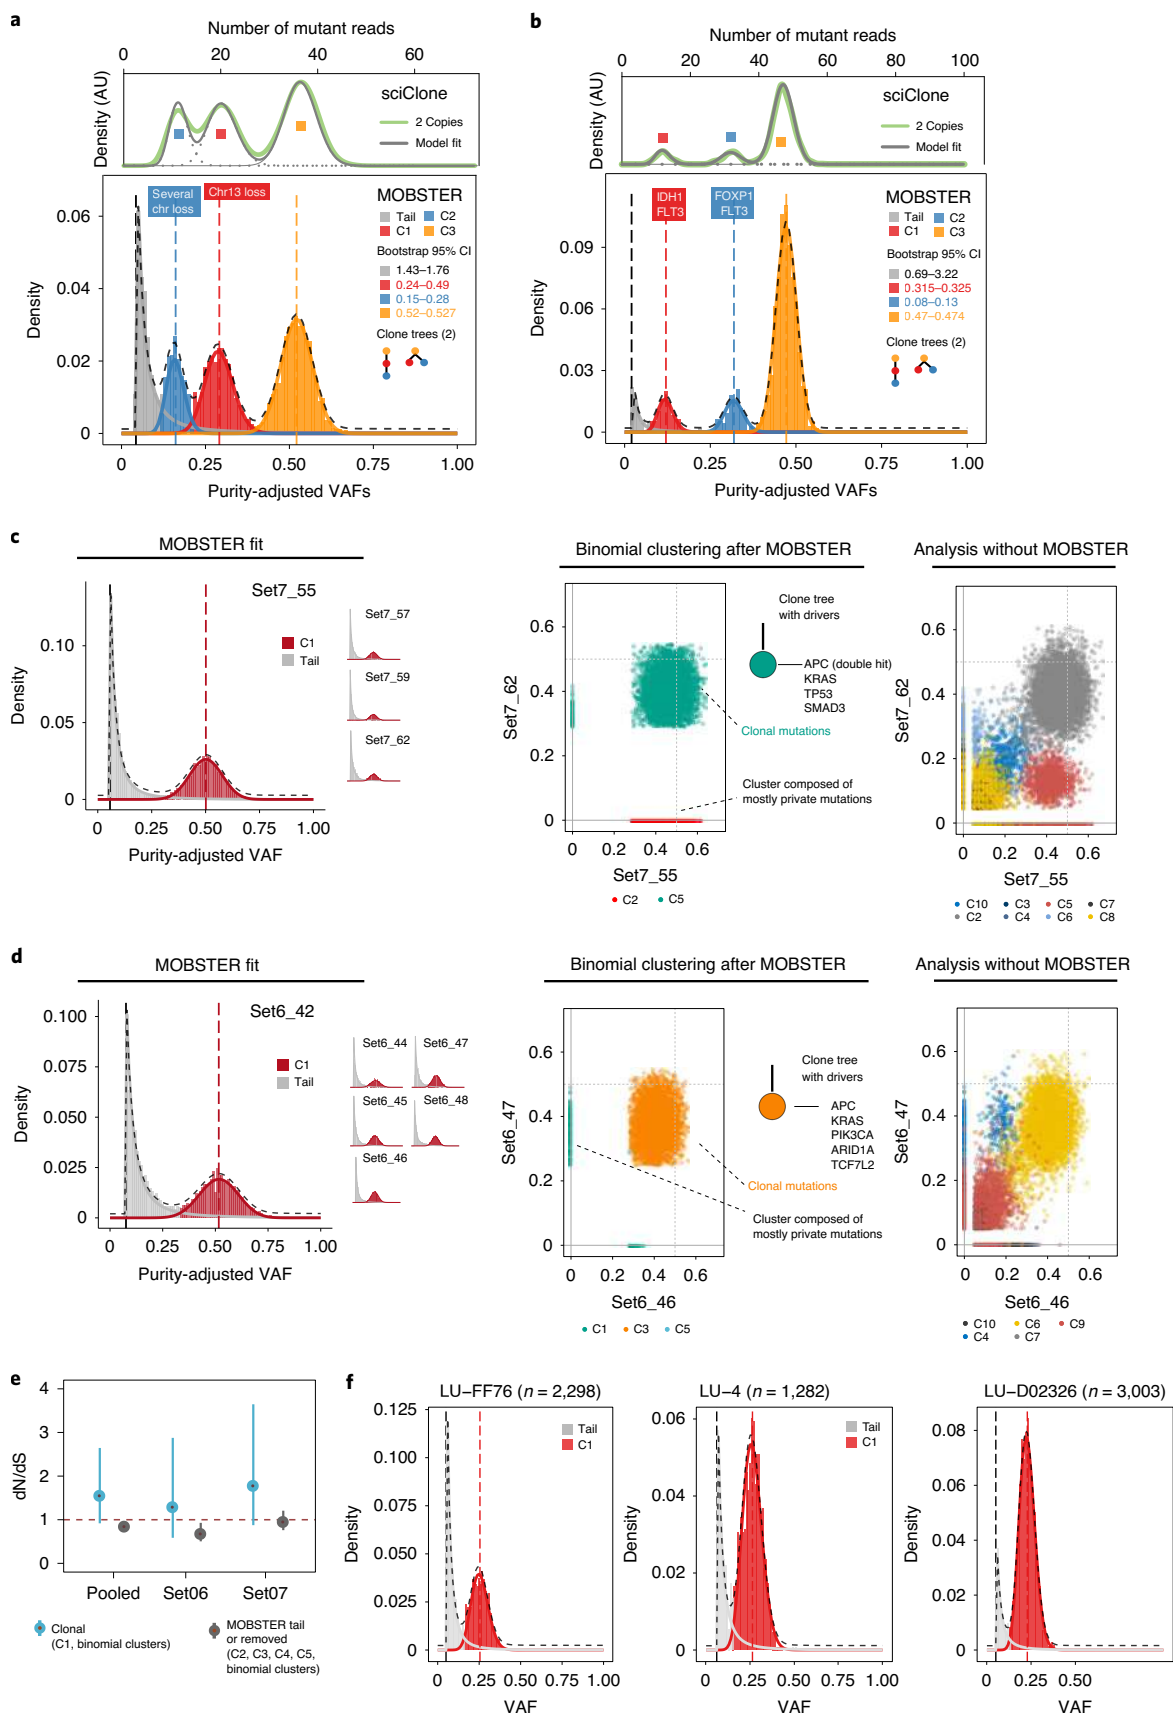 a
Number of mutant reads
0 20 40 60
Density (AU)
sciClone
2 Copies
Model fit
Several
chr loss
Chr13 loss
MOBSTER
Tail C2
C1 C3
Bootstrap 95% CI
1.43–1.76
0.24–0.49
0.15–0.28
0.52–0.527
Clone trees (2)
Density
0.06
0.04
0.02
0
0 0.25 0.50 0.75 1.00
Purity-adjusted VAFs
b
Number of mutant reads
0 20 40 60 80 100
Density (AU)
sciClone
2 Copies
Model fit
IDH1
FLT3
FOXP1
FLT3
MOBSTER
Tail C2
C1 C3
Bootstrap 95% CI
0.69–3.22
0.315–0.325
0.08–0.13
0.47–0.474
Clone trees (2)
Density
0.09
0.06
0.03
0
0 0.25 0.50 0.75 1.00
Purity-adjusted VAFs
c
MOBSTER fit
Set7_55
C1
Tail
Density
0.10
0.05
0
0 0.25 0.50 0.75 1.00
Purity-adjusted VAF
Set7_57
Set7_59
Set7_62
Binomial clustering after MOBSTER
Set7_62
0.6
0.4
0.2
0
0 0.2 0.4 0.6
Set7_55
C2 C5
Clone tree
with drivers
APC (double hit)
KRAS
TP53
SMAD3
Clonal mutations
Cluster composed of
mostly private mutations
Analysis without MOBSTER
Set7_62
0.6
0.4
0.2
0
0 0.2 0.4 0.6
Set7_55
C10 C3 C5 C7
C2 C4 C6 C8
d
MOBSTER fit
Set6_42
C1
Tail
Density
0.100
0.075
0.050
0.025
0
0 0.25 0.50 0.75 1.00
Purity-adjusted VAF
Set6_44 Set6_47
Set6_45 Set6_48
Set6_46
Binomial clustering after MOBSTER
Set6_47
0.6
0.4
0.2
0
0 0.2 0.4 0.6
Set6_46
C1 C3 C5
Clone tree
with drivers
APC
KRAS
PIK3CA
ARID1A
TCF7L2
Clonal mutations
Cluster composed of
mostly private mutations
Analysis without MOBSTER
Set6_47
0.6
0.4
0.2
0
0 0.2 0.4 0.6
Set6_46
C10 C6 C9
C4 C7
e
dN/dS
4
3
2
1
0
Pooled Set06 Set07
Clonal
(C1, binomial clusters)
MOBSTER tail
or removed
(C2, C3, C4, C5,
binomial clusters)
f
LU–FF76 (n = 2,298)
Tail
C1
Density
0.125
0.100
0.075
0.050
0.025
0
0 0.25 0.50 0.75 1.00
VAF
LU–4 (n = 1,282)
Tail
C1
Density
0.06
0.04
0.02
0
0 0.25 0.50 0.75 1.00
VAF
LU–D02326 (n = 3,003)
Density
0.08
0.06
0.04
0.02
0
0 0.25 0.50
VAF